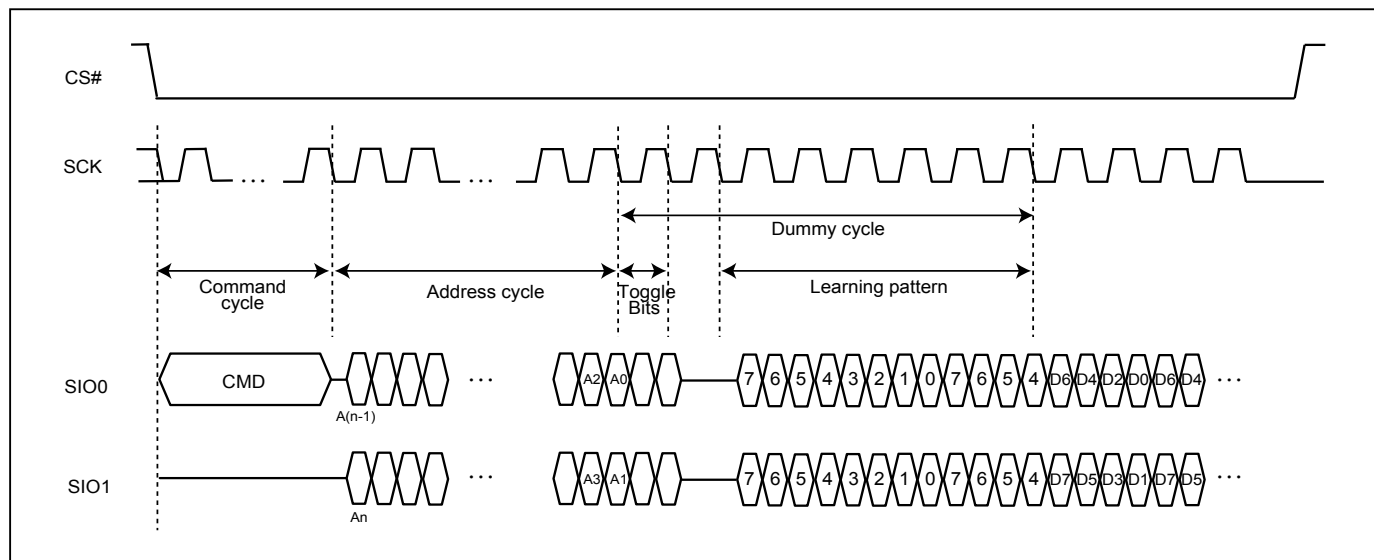 CS#
SCK
...
...
Dummy cycle
Command
cycle
Address cycle
Toggle
Bits
Learning pattern
SIO0
CMD
...
A2 A0
7 6 5 4 3 2 1 0 7 6 5 4 D6 D4 D2 D0 D6 D4
...
A(n-1)
SIO1
...
A3 A1
7 6 5 4 3 2 1 0 7 6 5 4 D7 D5 D3 D1 D7 D5
...
An